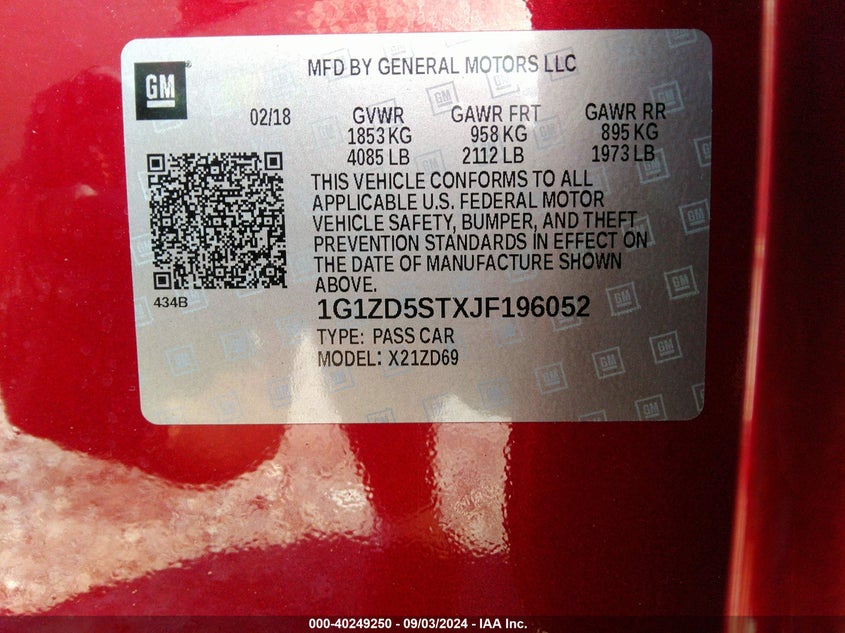 GM
MFD BY GENERAL MOTORS LLC
02/18 GVWR GAWR FRT GAWR RR
1853 KG 958 KG 895 KG
4085 LB 2112 LB 1973 LB
THIS VEHICLE CONFORMS TO ALL
APPLICABLE U.S. FEDERAL MOTOR
VEHICLE SAFETY, BUMPER, AND THEFT
PREVENTION STANDARDS IN EFFECT ON
THE DATE OF MANUFACTURE SHOWN
ABOVE.
434B
1G1ZD5STXJF196052
TYPE: PASS CAR
MODEL: X21ZD69
000-40249250 - 09/03/2024 - IAA Inc.